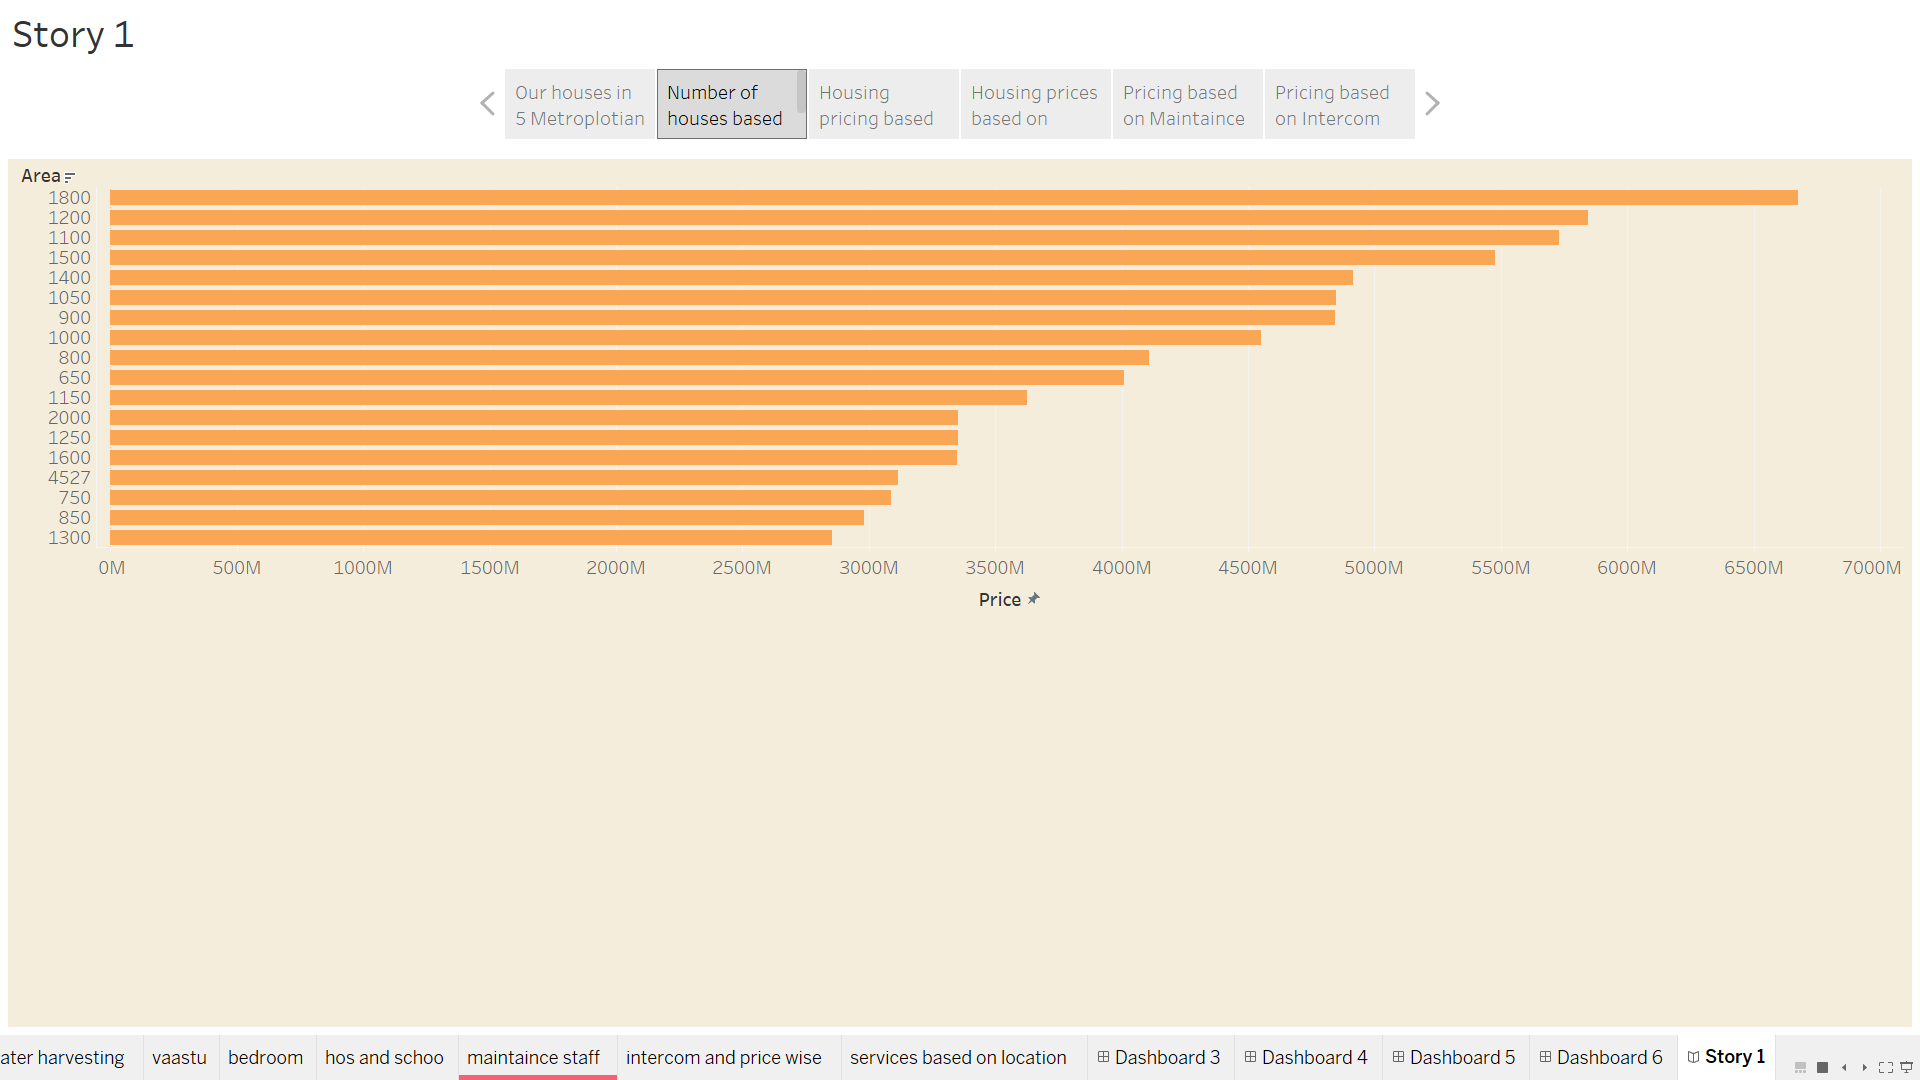 Story 1
Our houses in
5 Metroplotian
Number of
houses based
Housing
pricing based
Housing prices
based on
Pricing based
on Maintaince
Pricing based
on Intercom
Area
1800
1200
1100
1500
1400
1050
900
1000
800
650
1150
2000
1250
1600
4527
750
850
1300
0M 500M 1000M 1500M 2000M 2500M 3000M 3500M 4000M 4500M 5000M 5500M 6000M 6500M 7000M
Price
ater harvesting vaastu bedroom hos and schoo maintaince staff intercom and price wise services based on location Dashboard 3 Dashboard 4 Dashboard 5 Dashboard 6 Story 1